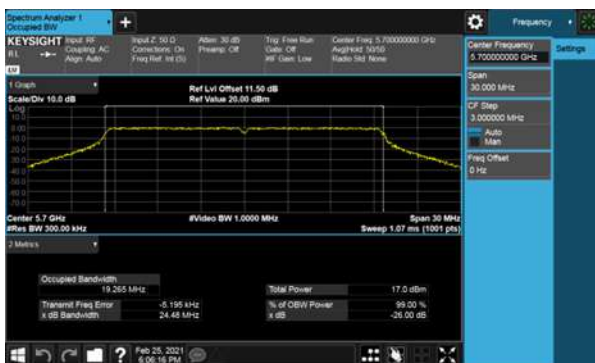 Spectrum Analyzer 1
Occupied BW
+
Frequency
KEYSIGHT
Input: RF
Coupling: AC
Align: Auto
Input Z: 50 Ω
Corrections: On
Freq Ref: Int (S)
Atten: 30 dB
Preamp: Off
Trig: Free Run
Gate: Off
#IF Gain: Low
Center Freq: 5.700000000 GHz
Avg|Hold: 50/50
Radio Std: None
Center Frequency
5.700000000 GHz
Settings
Span
30.000 MHz
CF Step
3.000000 MHz
Auto
Man
Freq Offset
0 Hz
1 Graph
Scale/Div 10.0 dB
Ref Lvl Offset 11.50 dB
Ref Value 20.00 dBm
Log
10.0
0.00
Center 5.7 GHz
#Res BW 300.00 kHz
#Video BW 1.0000 MHz
Span 30 MHz
Sweep 1.07 ms (1001 pts)
2 Metrics
Occupied Bandwidth
19.265 MHz
Total Power
17.0 dBm
Transmit Freq Error
-5.195 kHz
% of OBW Power
99.00 %
x dB Bandwidth
24.48 MHz
x dB
-26.00 dB
?
Feb 25, 2021
6:06:16 PM